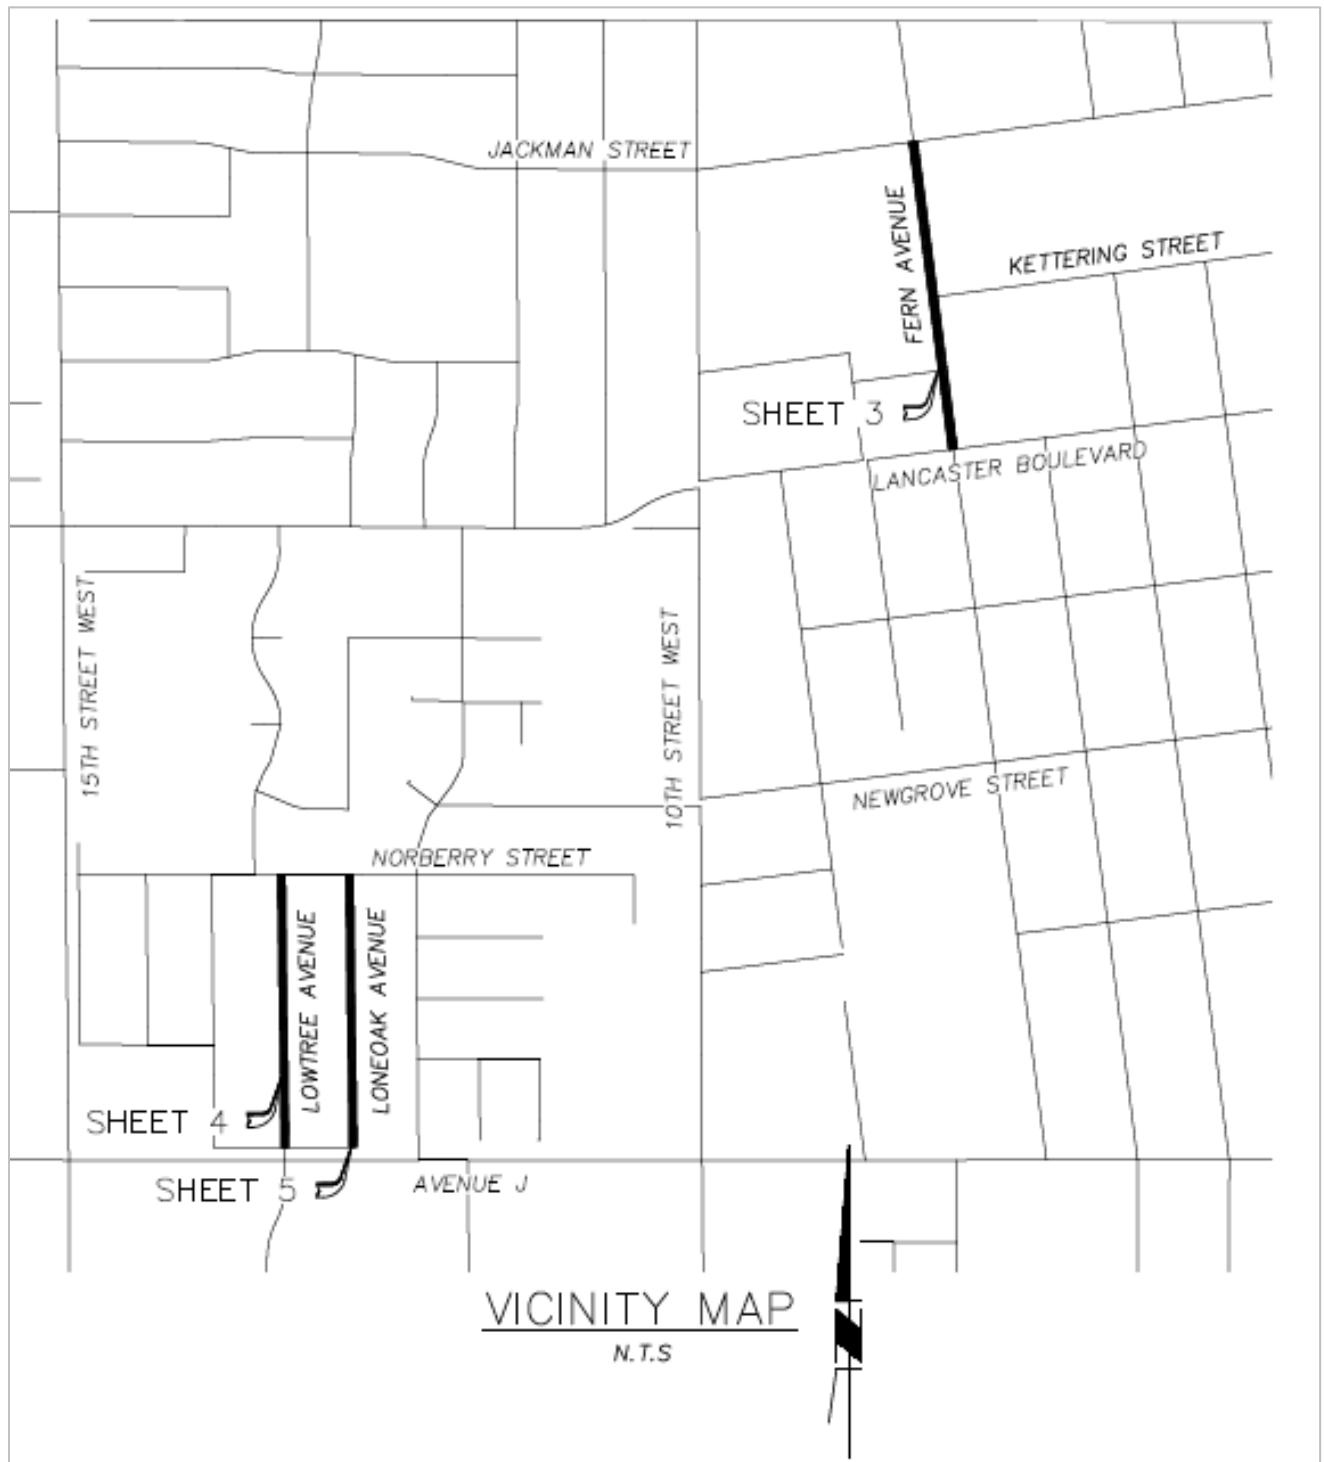 JACKMAN STREET
FERN AVENUE
KETTERING STREET
SHEET 3
LANCASTER BOULEVARD
15TH STREET WEST
10TH STREET WEST
NEWGROVE STREET
NORBERRY STREET
LOWTREE AVENUE
LONEOAK AVENUE
SHEET 4
SHEET 5
AVENUE J
VICINITY MAP
N.T.S
N